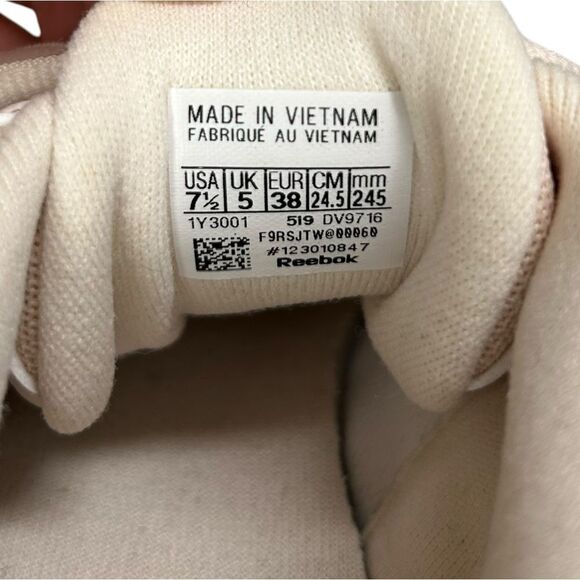 MADE IN VIETNAM
FABRIQUÉ AU VIETNAM
USA UK EUR CM mm
7½ 5 38 24.5 245
1Y3001 519 DV9716
F9RSJTW@00060
#123010847
Reebok